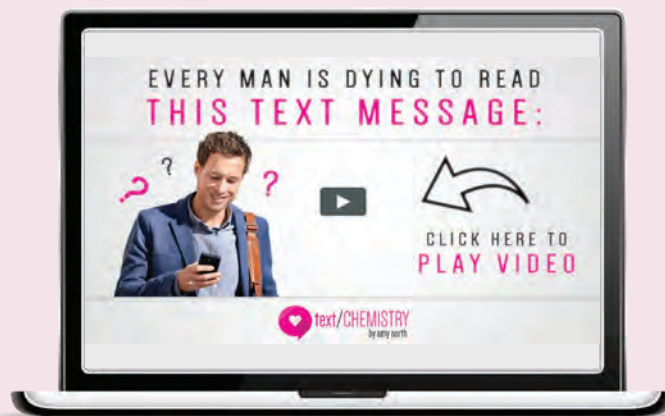 EVERY MAN IS DYING TO READ
THIS TEXT MESSAGE:
? ? ?
CLICK HERE TO
PLAY VIDEO
text/CHEMISTRY
by amy north